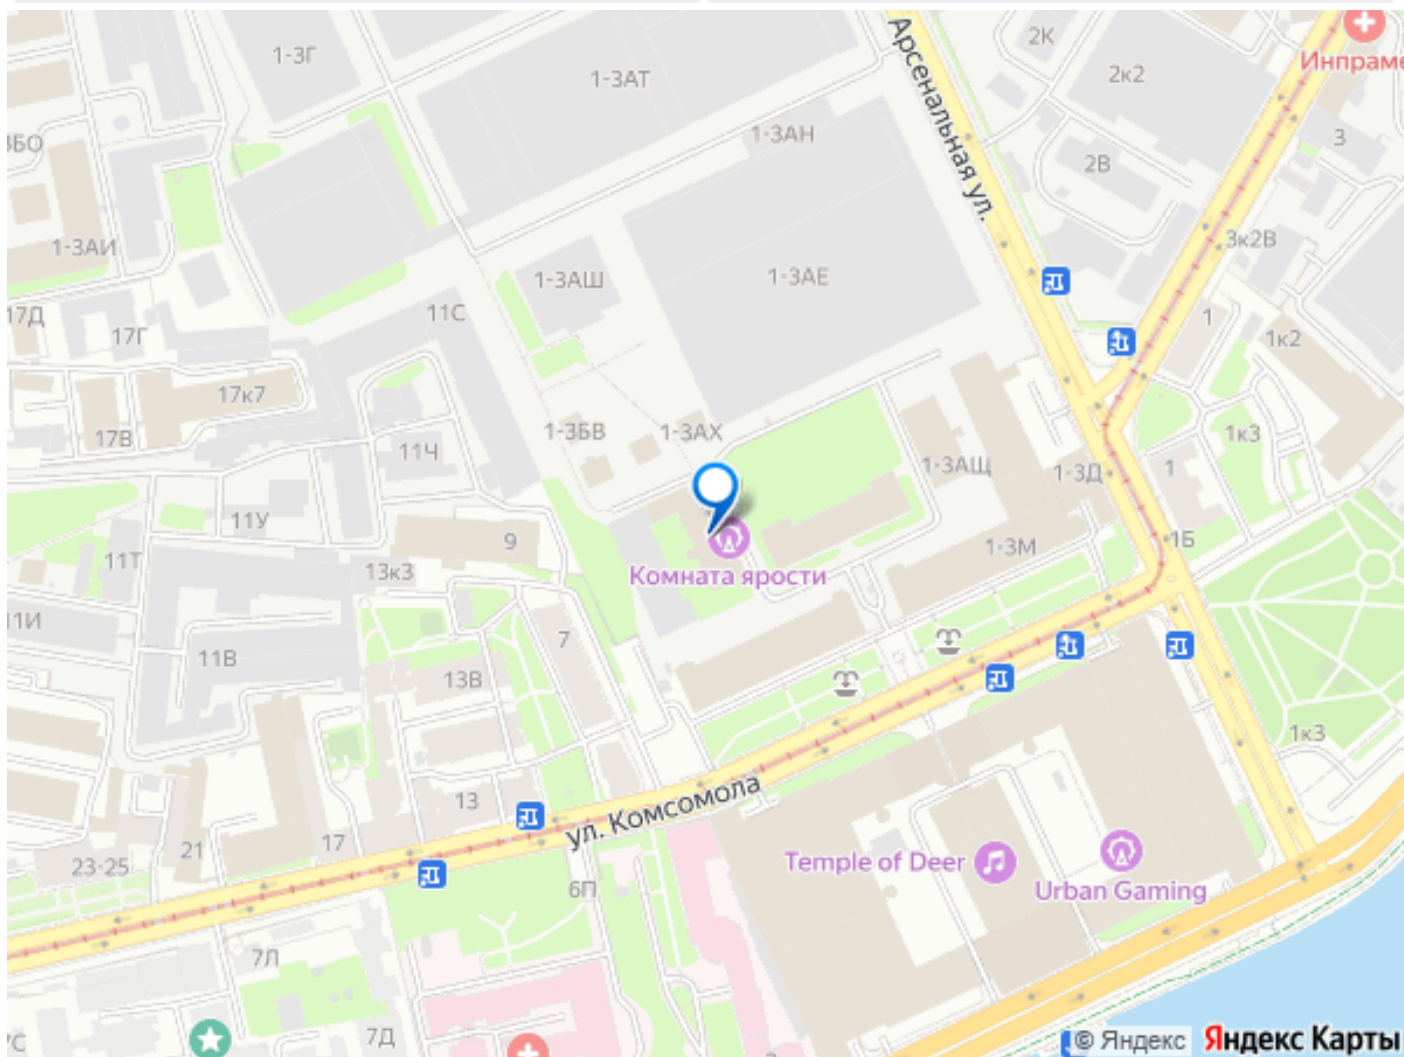 Инпраме
2К
1-3Г
2к2
1-3АТ
Арсенальная ул.
1-3АН
3
3БО
2В
1-3АИ
3к2В
1-3АШ
1-3АЕ
11С
17Д
17Г
1
1к2
17к7
1-3БВ
1-3АХ
17В
11Ч
1к3
1-3АЩ
1-3Д
1
11У
9
1Б
1-3М
11Т
13к3
Комната ярости
11И
7
11В
13В
1к3
ул. Комсомола
13
17
21
23-25
Temple of Deer
Urban Gaming
6П
7Л
7Д
© Яндекс
Яндекс Карты